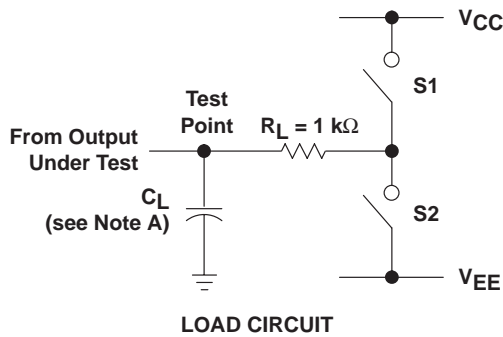 VCC
S1
Test
Point
RL = 1 kΩ
From Output
Under Test
CL
(see Note A)
S2
VEE
LOAD CIRCUIT